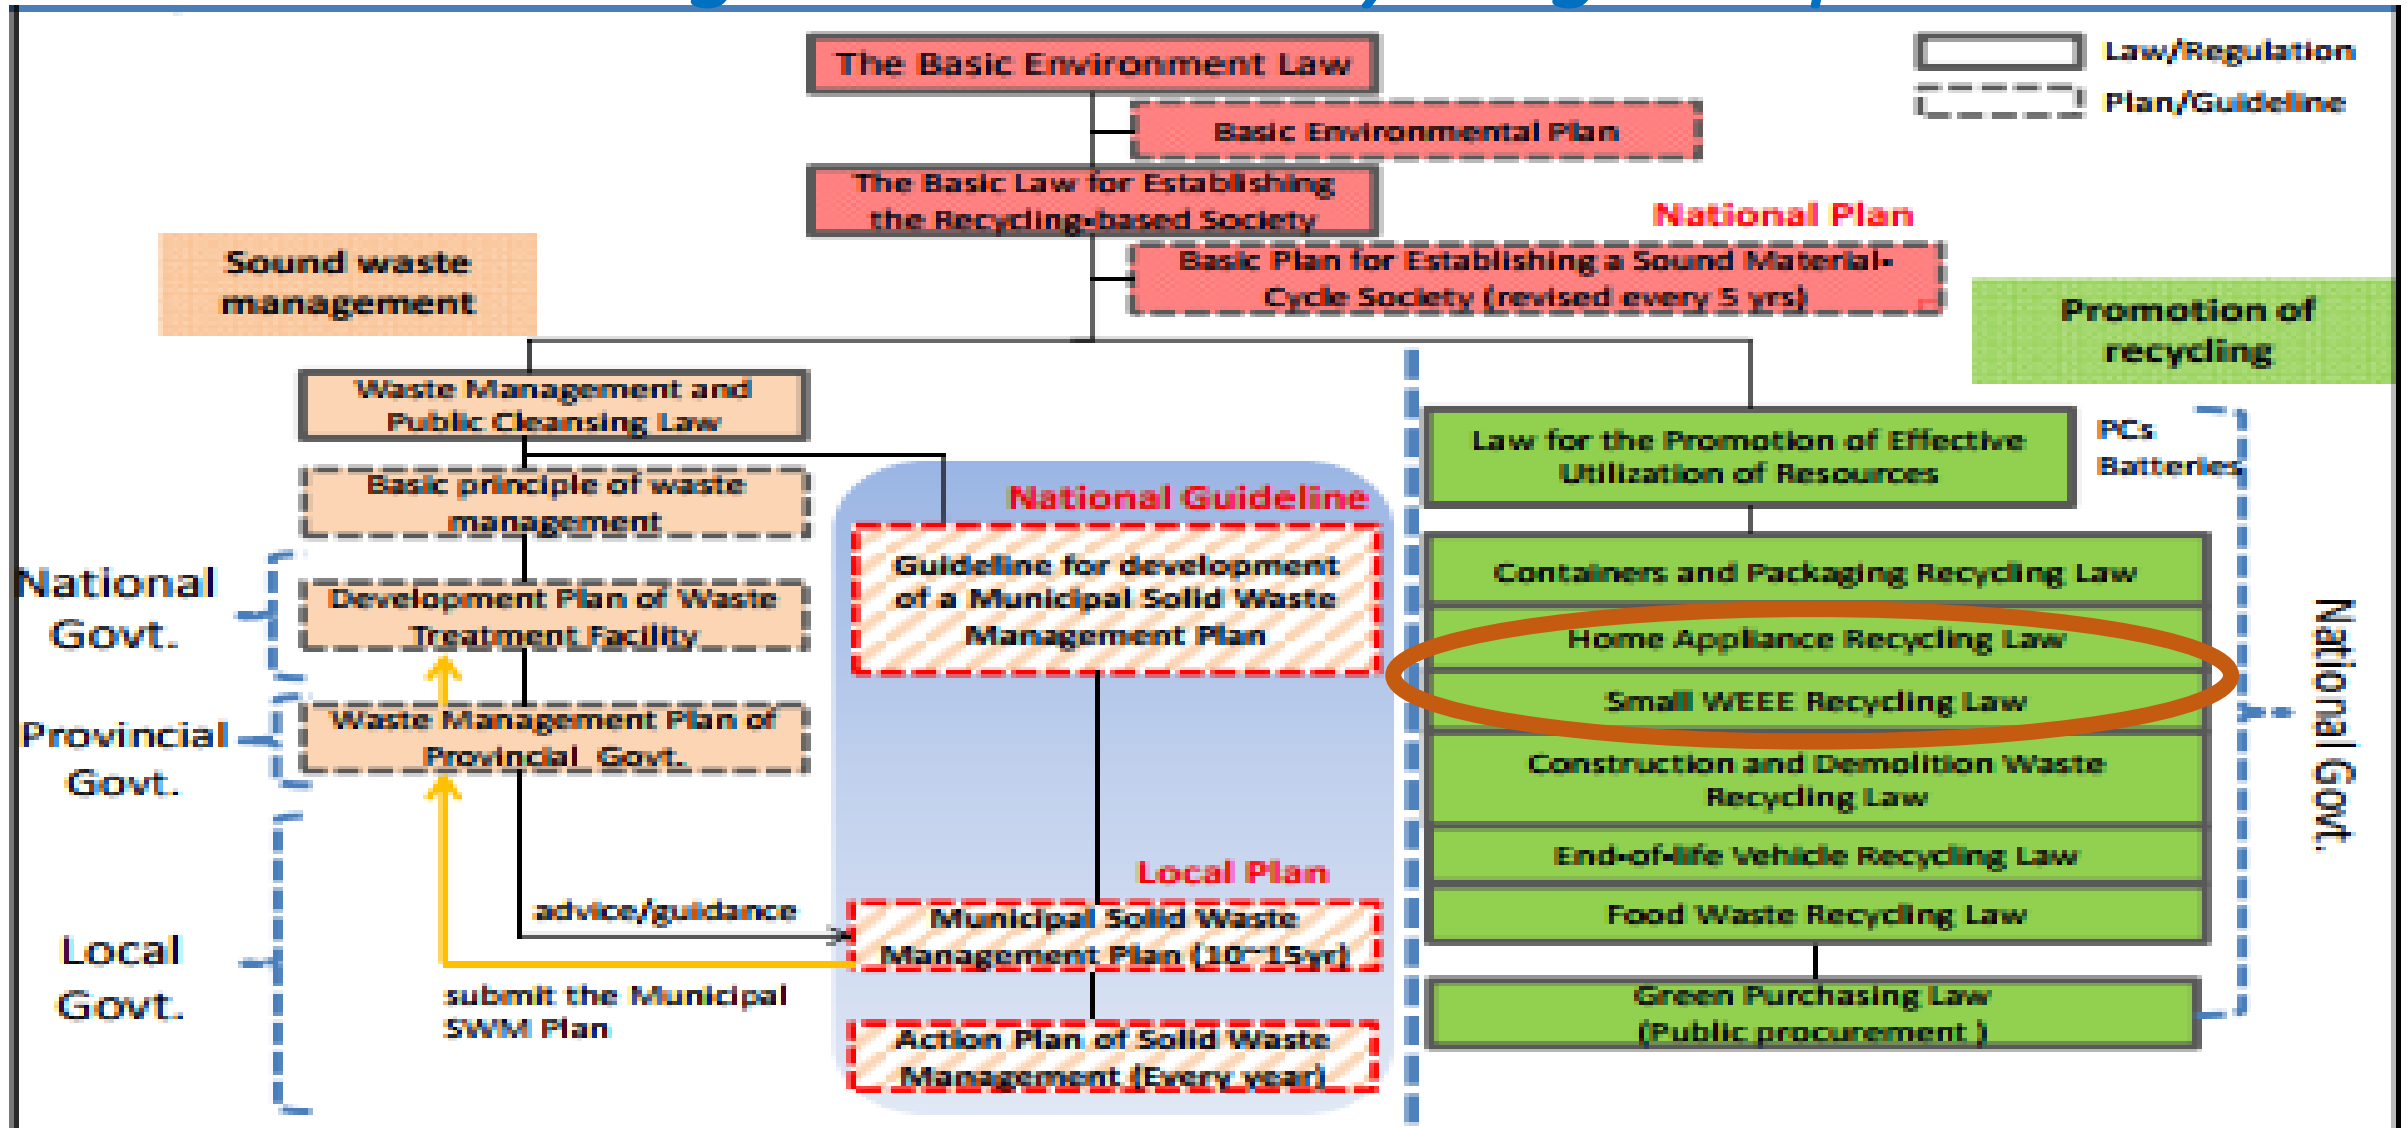 The Basic Environment Law
Law/Regulation
Plan/Guideline
Basic Environmental Plan
The Basic Law for Establishing
the Recycling-based Society
National Plan
Basic Plan for Establishing a Sound Material-
Cycle Society (revised every 5 yrs)
Sound waste
management
Promotion of
recycling
Waste Management and
Public Cleansing Law
Basic principle of waste
management
National
Govt.
Development Plan of Waste
Treatment Facility
Provincial
Govt.
Waste Management Plan of
Provincial Govt.
Local
Govt.
advice/guidance
submit the Municipal
SWM Plan
National Guideline
Guideline for development
of a Municipal Solid Waste
Management Plan
Local Plan
Municipal Solid Waste
Management Plan (10~15yr)
Action Plan of Solid Waste
Management (Every year)
Law for the Promotion of Effective
Utilization of Resources
PCs
Batteries
Containers and Packaging Recycling Law
Home Appliance Recycling Law
Small WEEE Recycling Law
Construction and Demolition Waste
Recycling Law
End-of-life Vehicle Recycling Law
Food Waste Recycling Law
Green Purchasing Law
(Public procurement )
National Govt.